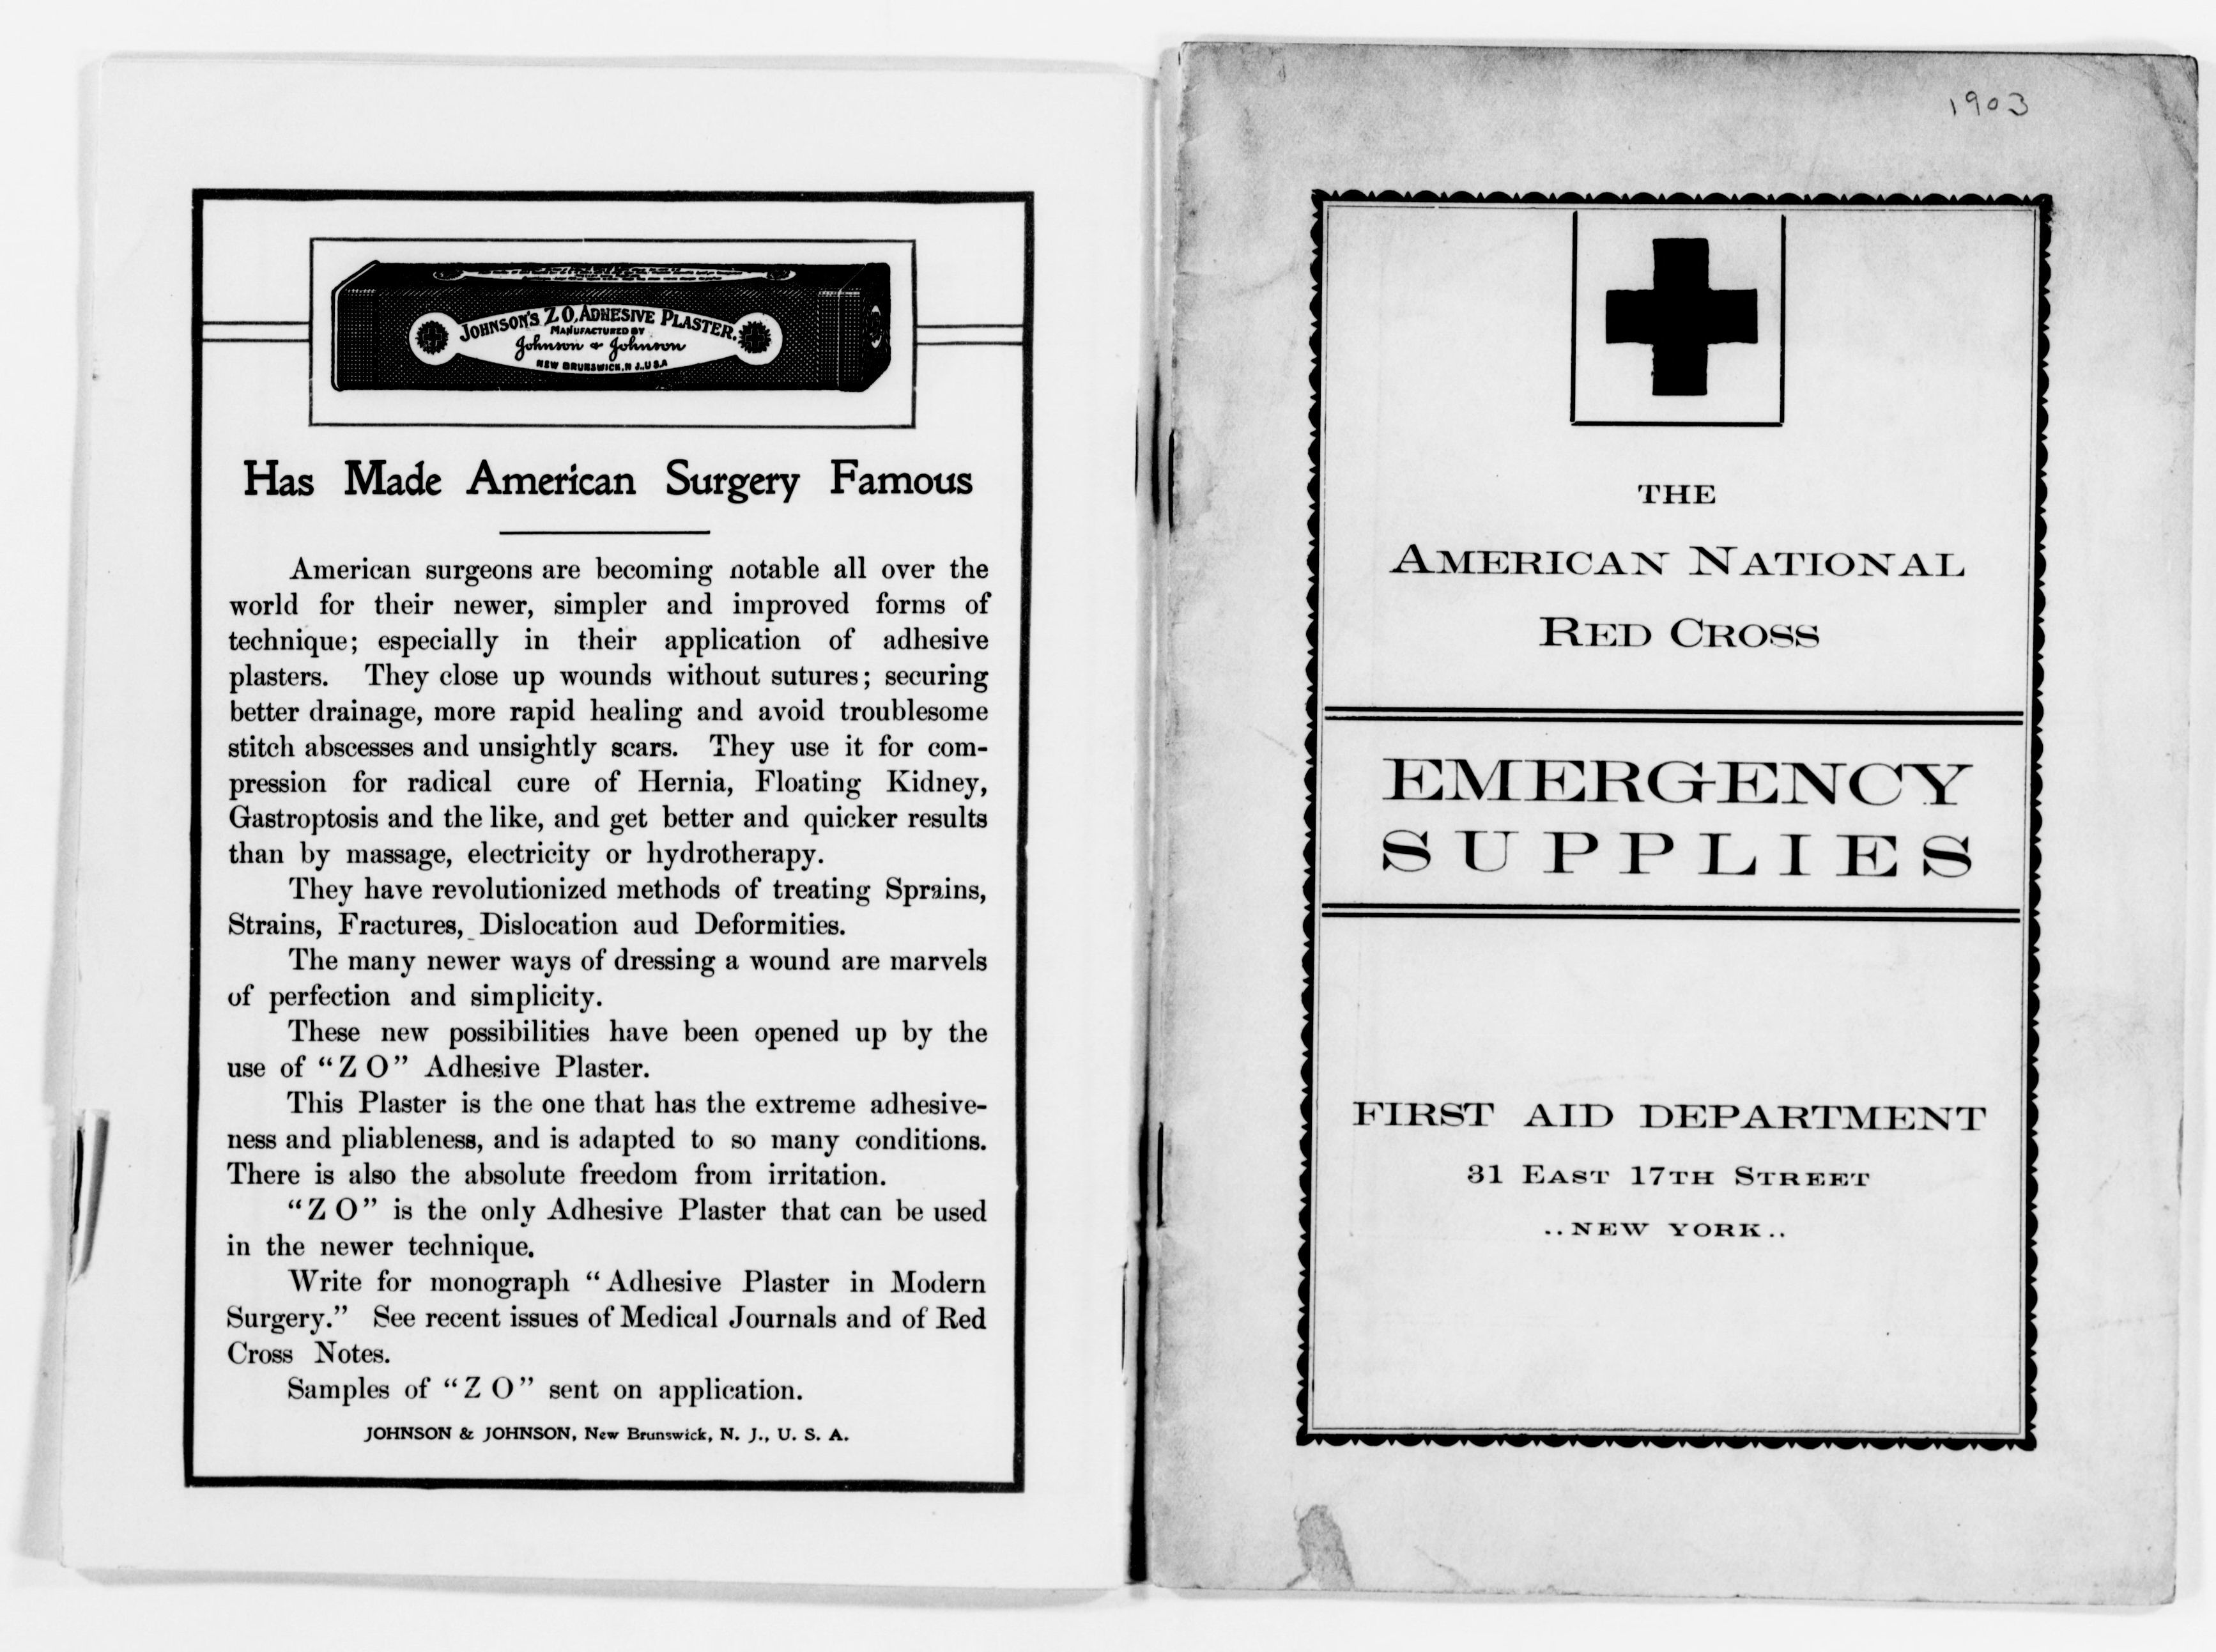 JOHNSON'S Z O. ADHESIVE PLASTER.
MANUFACTURED BY
Johnson & Johnson
NEW BRUNSWICK, N J., U S A
Has Made American Surgery Famous
American surgeons are becoming notable all over the
world for their newer, simpler and improved forms of
technique; especially in their application of adhesive
plasters. They close up wounds without sutures; securing
better drainage, more rapid healing and avoid troublesome
stitch abscesses and unsightly scars. They use it for com-
pression for radical cure of Hernia, Floating Kidney,
Gastroptosis and the like, and get better and quicker results
than by massage, electricity or hydrotherapy.
They have revolutionized methods of treating Sprains,
Strains, Fractures, Dislocation aud Deformities.
The many newer ways of dressing a wound are marvels
of perfection and simplicity.
These new possibilities have been opened up by the
use of "Z O" Adhesive Plaster.
This Plaster is the one that has the extreme adhesive-
ness and pliableness, and is adapted to so many conditions.
There is also the absolute freedom from irritation.
"Z O" is the only Adhesive Plaster that can be used
in the newer technique.
Write for monograph "Adhesive Plaster in Modern
Surgery." See recent issues of Medical Journals and of Red
Cross Notes.
Samples of "Z O" sent on application.
JOHNSON & JOHNSON, New Brunswick, N. J., U. S. A.
1903
THE
AMERICAN NATIONAL
RED CROSS
EMERGENCY
SUPPLIES
FIRST AID DEPARTMENT
31 EAST 17TH STREET
..NEW YORK..